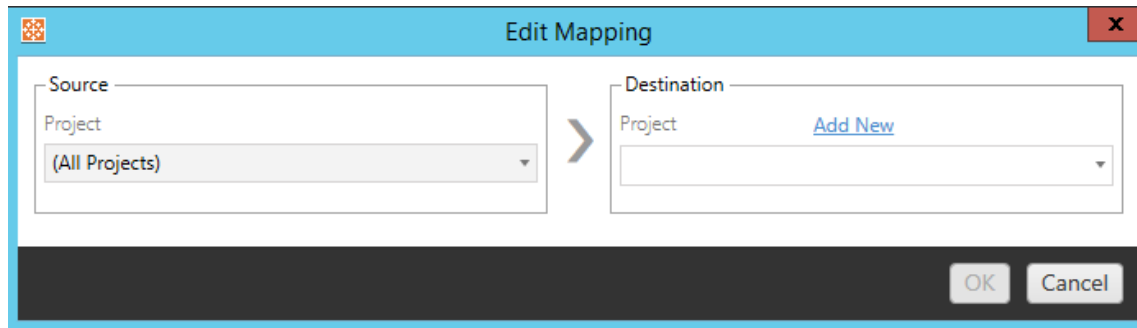 Edit Mapping
x
Source
Project
(All Projects)
Destination
Project Add New
OK Cancel